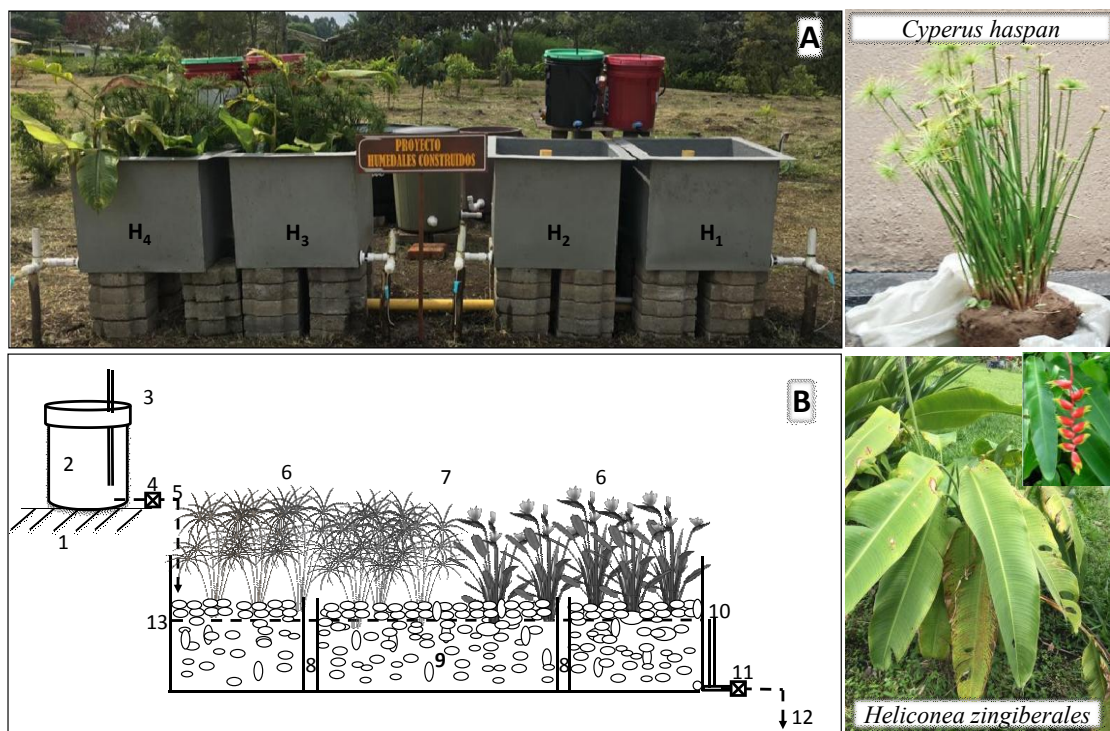 A
Cyperus haspan
PROYECTO
HUMEDALES CONSTRUIDOS
H4
H3
H2
H1
B
3
2
4
5
6
7
6
1
13
10
8
9
8
11
12
Heliconea zingiberales